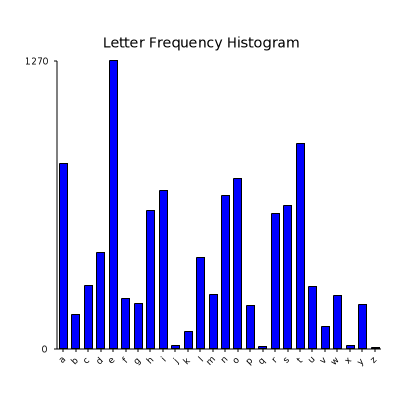 Letter Frequency Histogram
1270
0
a b c d e f g h i j k l m n o p q r s t u v w x y z